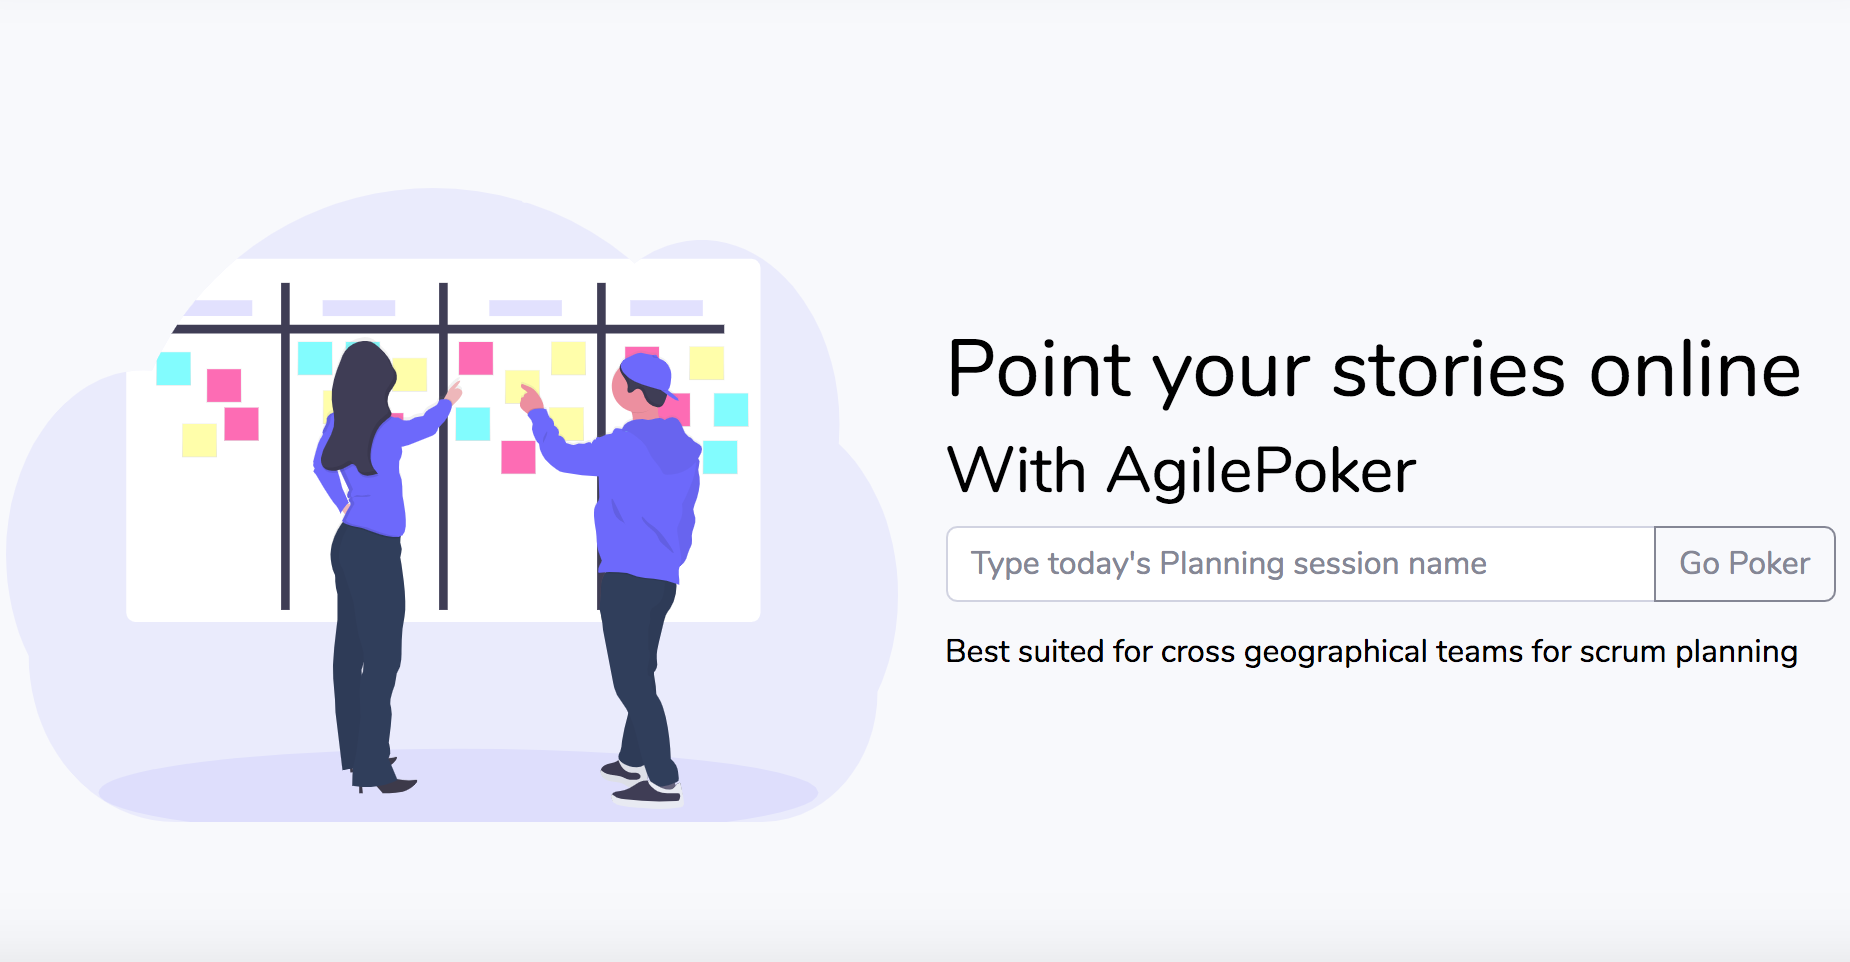 Point your stories online
With AgilePoker
Type today's Planning session name
Go Poker
Best suited for cross geographical teams for scrum planning